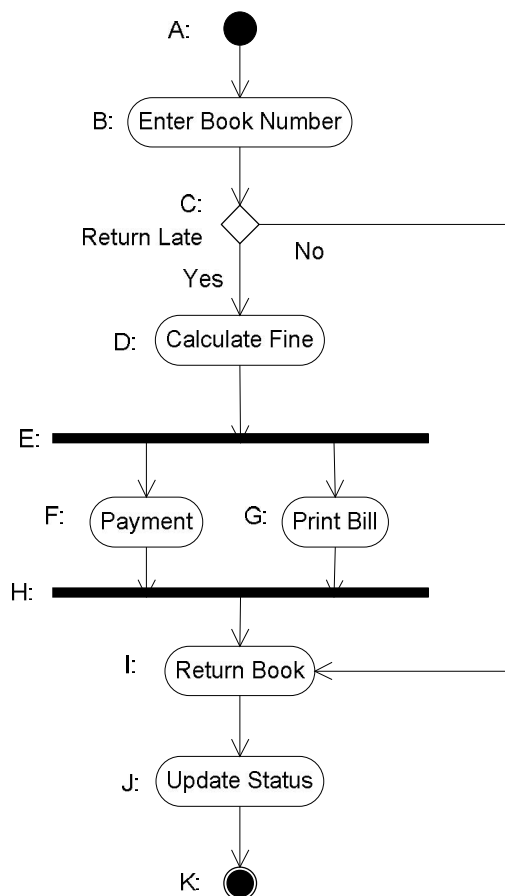 A:
B: Enter Book Number
C:
Return Late
No
Yes
D: Calculate Fine
E:
F: Payment
G: Print Bill
H:
I: Return Book
J: Update Status
K: